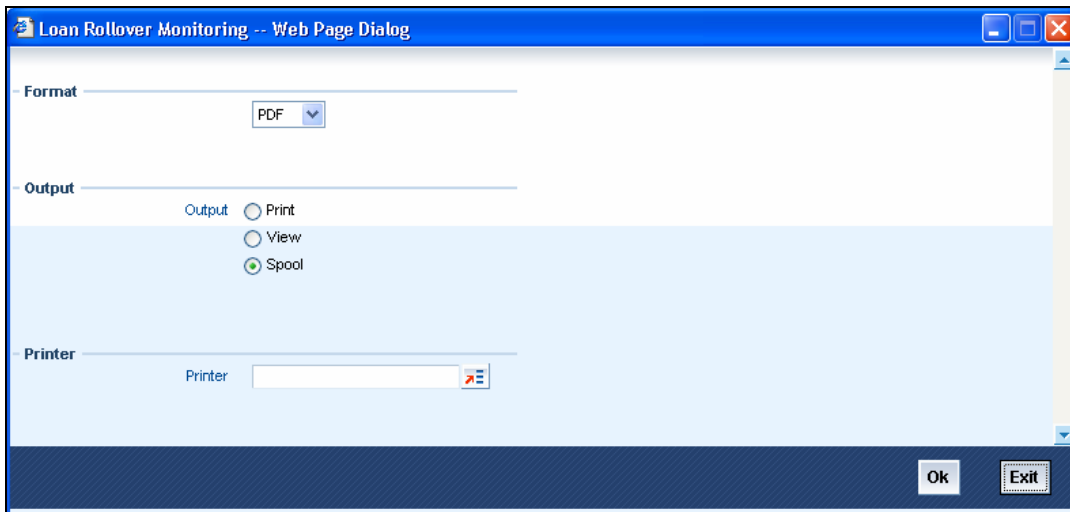 Loan Rollover Monitoring -- Web Page Dialog
Format
PDF
Output
Output Print
View
Spool
Printer
Printer
Ok Exit